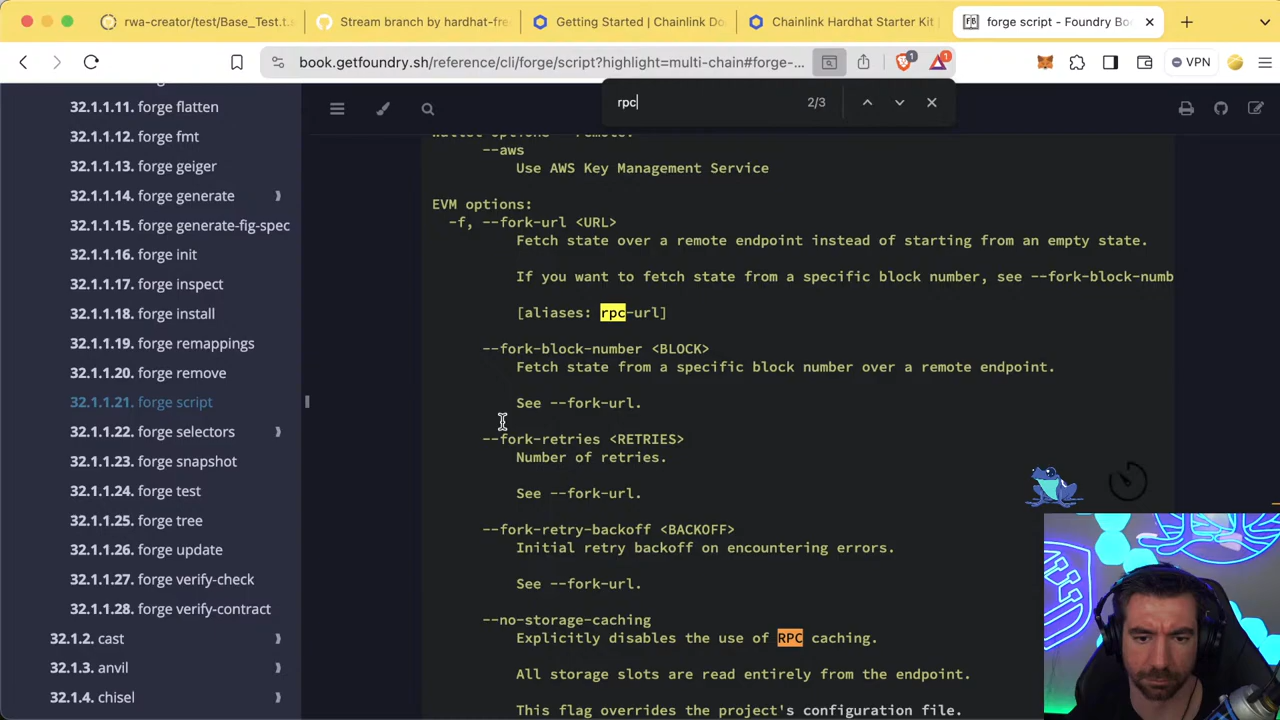 rwa-creator/test/Base_Test.t.s
Stream branch by hardhat-fre
Getting Started | Chainlink Do
Chainlink Hardhat Starter Kit |
forge script - Foundry Bo
book.getfoundry.sh/reference/cli/forge/script?highlight=multi-chain#forge-...
1
1
VPN
rpc
2/3
32.1.1.11. forge flatten
32.1.1.12. forge fmt
32.1.1.13. forge geiger
32.1.1.14. forge generate
32.1.1.15. forge generate-fig-spec
32.1.1.16. forge init
32.1.1.17. forge inspect
32.1.1.18. forge install
32.1.1.19. forge remappings
32.1.1.20. forge remove
32.1.1.21. forge script
32.1.1.22. forge selectors
32.1.1.23. forge snapshot
32.1.1.24. forge test
32.1.1.25. forge tree
32.1.1.26. forge update
32.1.1.27. forge verify-check
32.1.1.28. forge verify-contract
32.1.2. cast
32.1.3. anvil
32.1.4. chisel
Wallet options - remote:
--aws
Use AWS Key Management Service
EVM options:
-f, --fork-url <URL>
Fetch state over a remote endpoint instead of starting from an empty state.
If you want to fetch state from a specific block number, see --fork-block-numb
[aliases: rpc-url]
--fork-block-number <BLOCK>
Fetch state from a specific block number over a remote endpoint.
See --fork-url.
--fork-retries <RETRIES>
Number of retries.
See --fork-url.
--fork-retry-backoff <BACKOFF>
Initial retry backoff on encountering errors.
See --fork-url.
--no-storage-caching
Explicitly disables the use of RPC caching.
All storage slots are read entirely from the endpoint.
This flag overrides the project's configuration file.